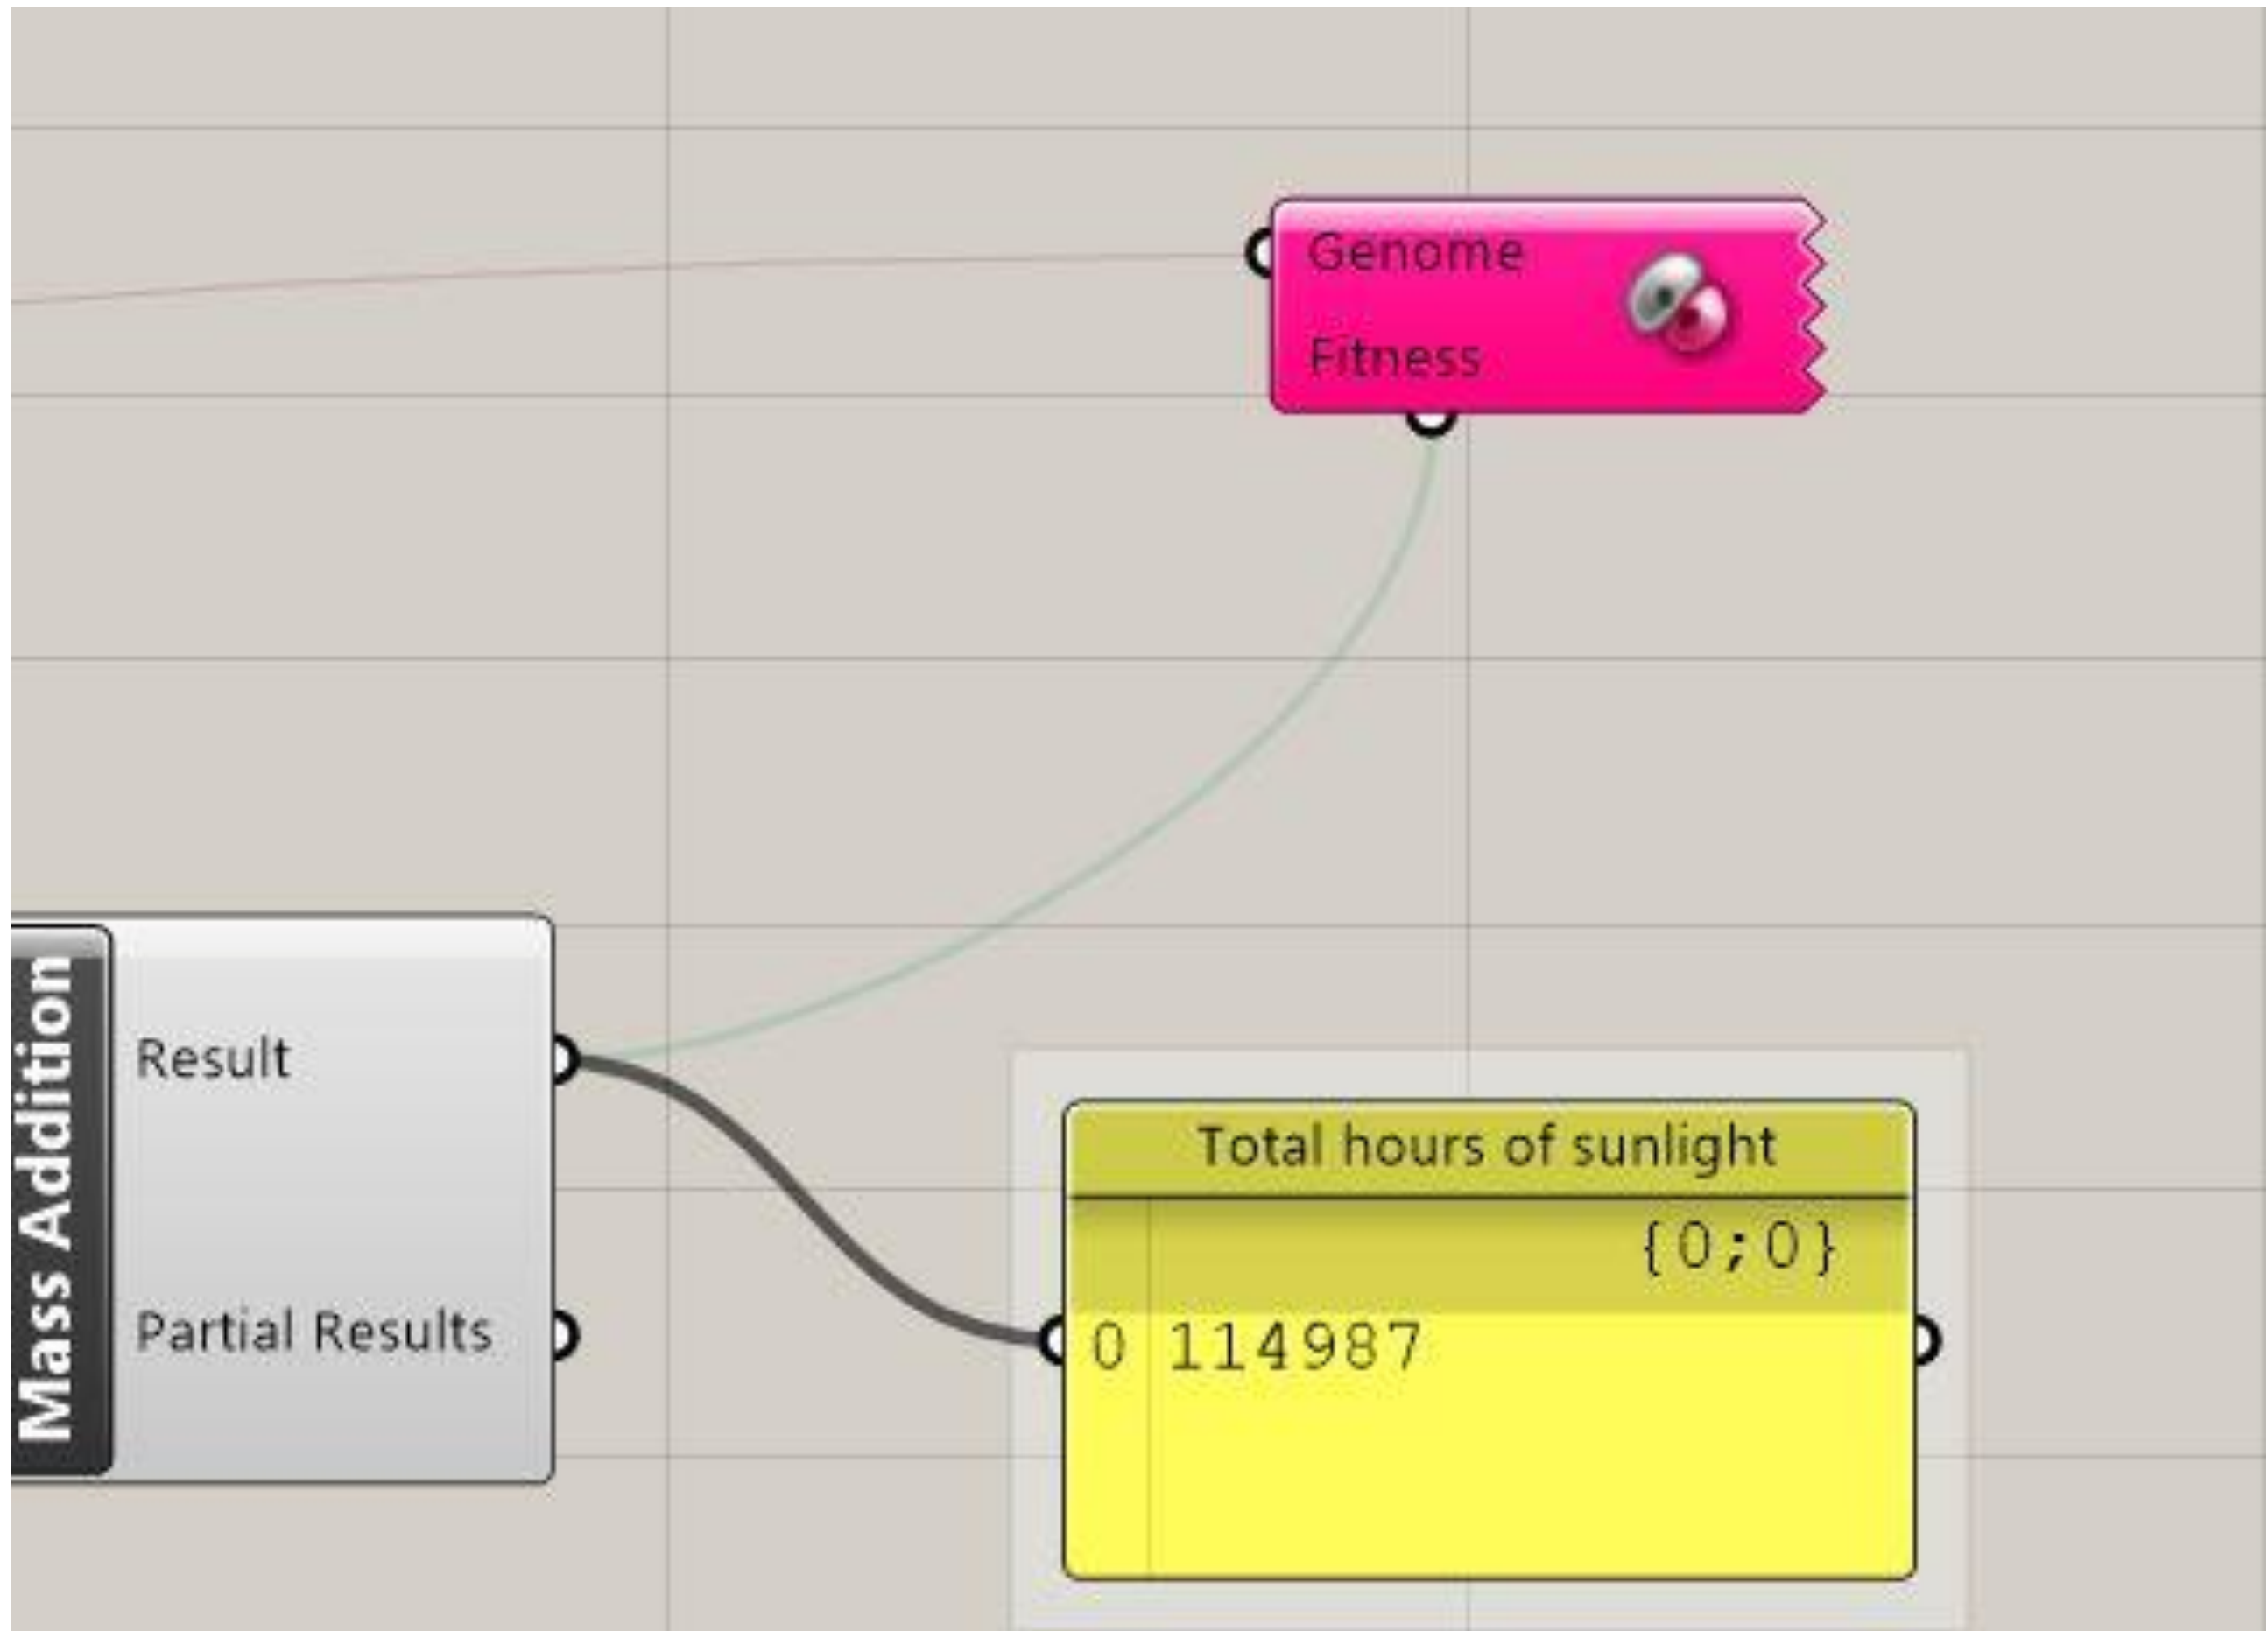 Genome
Fitness
Mass Addition
Result
Partial Results
Total hours of sunlight
{0;0}
0 114987